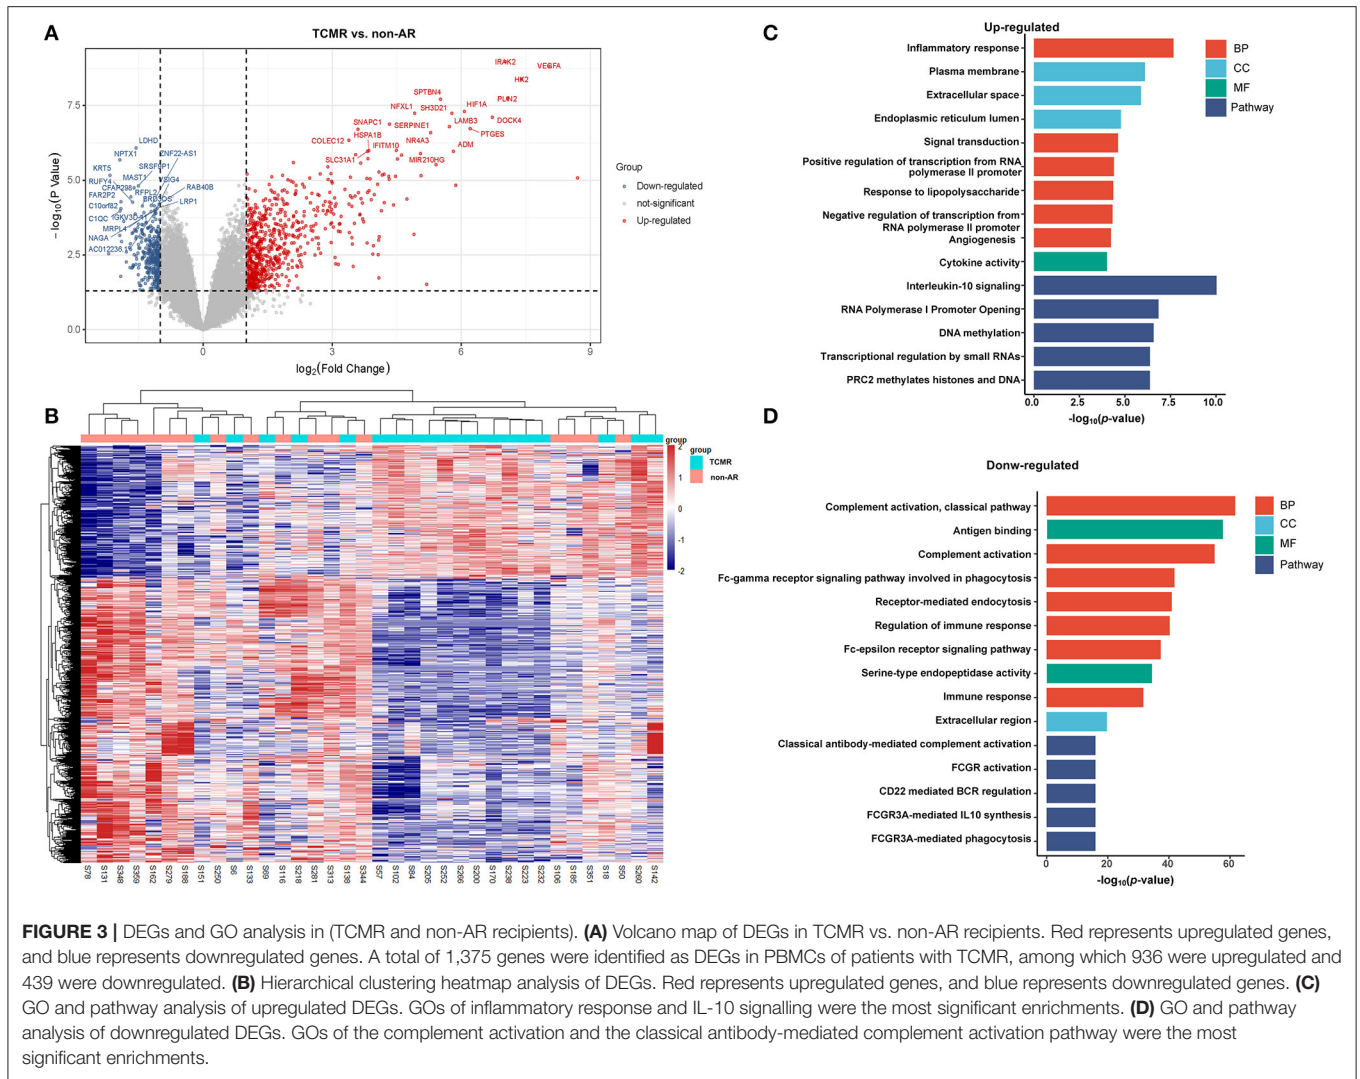 A
TCMR vs. non-AR
IRAK2
VEGFA
HK2
SPTBN4
PLIN2
NFXL1
SH3D21
HIF1A
SNAPC1
SERPINE1
LAMB3
DOCK4
HSPA1B
PTGES
COLEC12
IFITM10
NR4A3
ADM
SLC31A1
MIR210HG
LDHD
NPTX1
ZNF22-AS1
KRT5
SRSF9P1
RUFY4
MAST1
SIG4
CFAP298
RAB40B
FAR2P2
RFPL2
BRD3OS
C10orf82
LRP1
C1QC
IGKV3D-11
MRPL4
NAGA
AC012236.1
7.5
5.0
2.5
0.0
− log10(P Value)
0
3
6
9
log2(Fold Change)
Group
Down-regulated
not-significant
Up-regulated
B
group
2
1
0
-1
-2
group
TCMR
non-AR
S78
S131
S348
S359
S162
S279
S188
S151
S250
S6
S133
S69
S116
S218
S281
S313
S138
S344
S57
S102
S84
S205
S252
S266
S200
S170
S238
S223
S232
S106
S185
S351
S18
S50
S260
S142
C
Up-regulated
Inflammatory response
Plasma membrane
Extracellular space
Endoplasmic reticulum lumen
Signal transduction
Positive regulation of transcription from RNA
polymerase II promoter
Response to lipopolysaccharide
Negative regulation of transcription from
RNA polymerase II promoter
Angiogenesis
Cytokine activity
Interleukin-10 signaling
RNA Polymerase I Promoter Opening
DNA methylation
Transcriptional regulation by small RNAs
PRC2 methylates histones and DNA
0.0
2.5
5.0
7.5
10.0
-log10(p-value)
BP
CC
MF
Pathway
D
Donw-regulated
Complement activation, classical pathway
Antigen binding
Complement activation
Fc-gamma receptor signaling pathway involved in phagocytosis
Receptor-mediated endocytosis
Regulation of immune response
Fc-epsilon receptor signaling pathway
Serine-type endopeptidase activity
Immune response
Extracellular region
Classical antibody-mediated complement activation
FCGR activation
CD22 mediated BCR regulation
FCGR3A-mediated IL10 synthesis
FCGR3A-mediated phagocytosis
0
20
40
60
-log10(p-value)
BP
CC
MF
Pathway
FIGURE 3 | DEGs and GO analysis in (TCMR and non-AR recipients). (A) Volcano map of DEGs in TCMR vs. non-AR recipients. Red represents upregulated genes,
and blue represents downregulated genes. A total of 1,375 genes were identified as DEGs in PBMCs of patients with TCMR, among which 936 were upregulated and
439 were downregulated. (B) Hierarchical clustering heatmap analysis of DEGs. Red represents upregulated genes, and blue represents downregulated genes. (C)
GO and pathway analysis of upregulated DEGs. GOs of inflammatory response and IL-10 signalling were the most significant enrichments. (D) GO and pathway
analysis of downregulated DEGs. GOs of the complement activation and the classical antibody-mediated complement activation pathway were the most
significant enrichments.